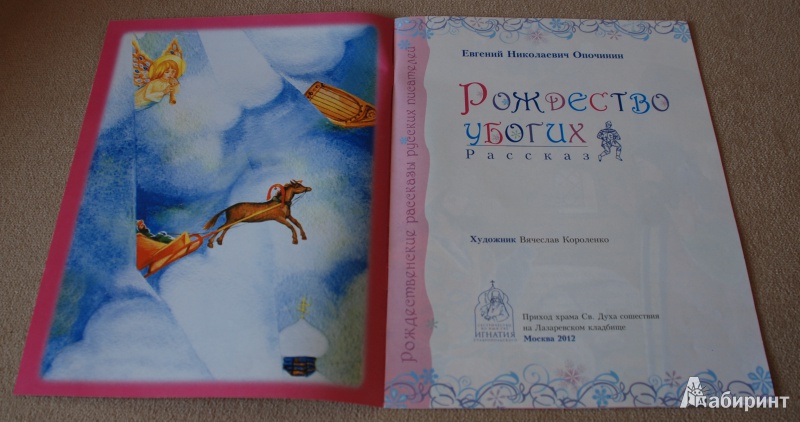 Рождественские рассказы русских писателей
Евгений Николаевич Опочинин
Рождество
убогих
Рассказ
Художник Вячеслав Короленко
ИГНАТИЯ
Приход храма Св. Духа сошествия
на Лазаревском кладбище
Москва 2012
Лабиринт